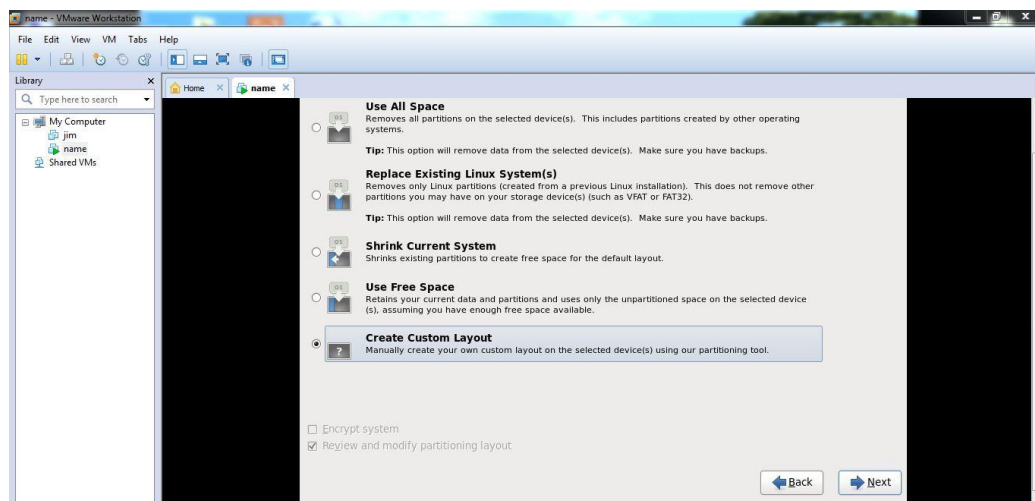 name - VMware Workstation
File Edit View VM Tabs Help
Library
Type here to search
Home
name
My Computer
jim
name
Shared VMs
Use All Space
Removes all partitions on the selected device(s). This includes partitions created by other operating
systems.
Tip: This option will remove data from the selected device(s). Make sure you have backups.
Replace Existing Linux System(s)
Removes only Linux partitions (created from a previous Linux installation). This does not remove other
partitions you may have on your storage device(s) (such as VFAT or FAT32).
Tip: This option will remove data from the selected device(s). Make sure you have backups.
Shrink Current System
Shrinks existing partitions to create free space for the default layout.
Use Free Space
Retains your current data and partitions and uses only the unpartitioned space on the selected device
(s), assuming you have enough free space available.
Create Custom Layout
Manually create your own custom layout on the selected device(s) using our partitioning tool.
Encrypt system
Review and modify partitioning layout
Back
Next